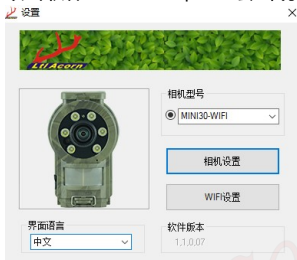 设置
Ltl Acorn
相机型号
MINI30-WIFI
相机设置
WIFI设置
界面语言
中文
软件版本
1,1,0,07